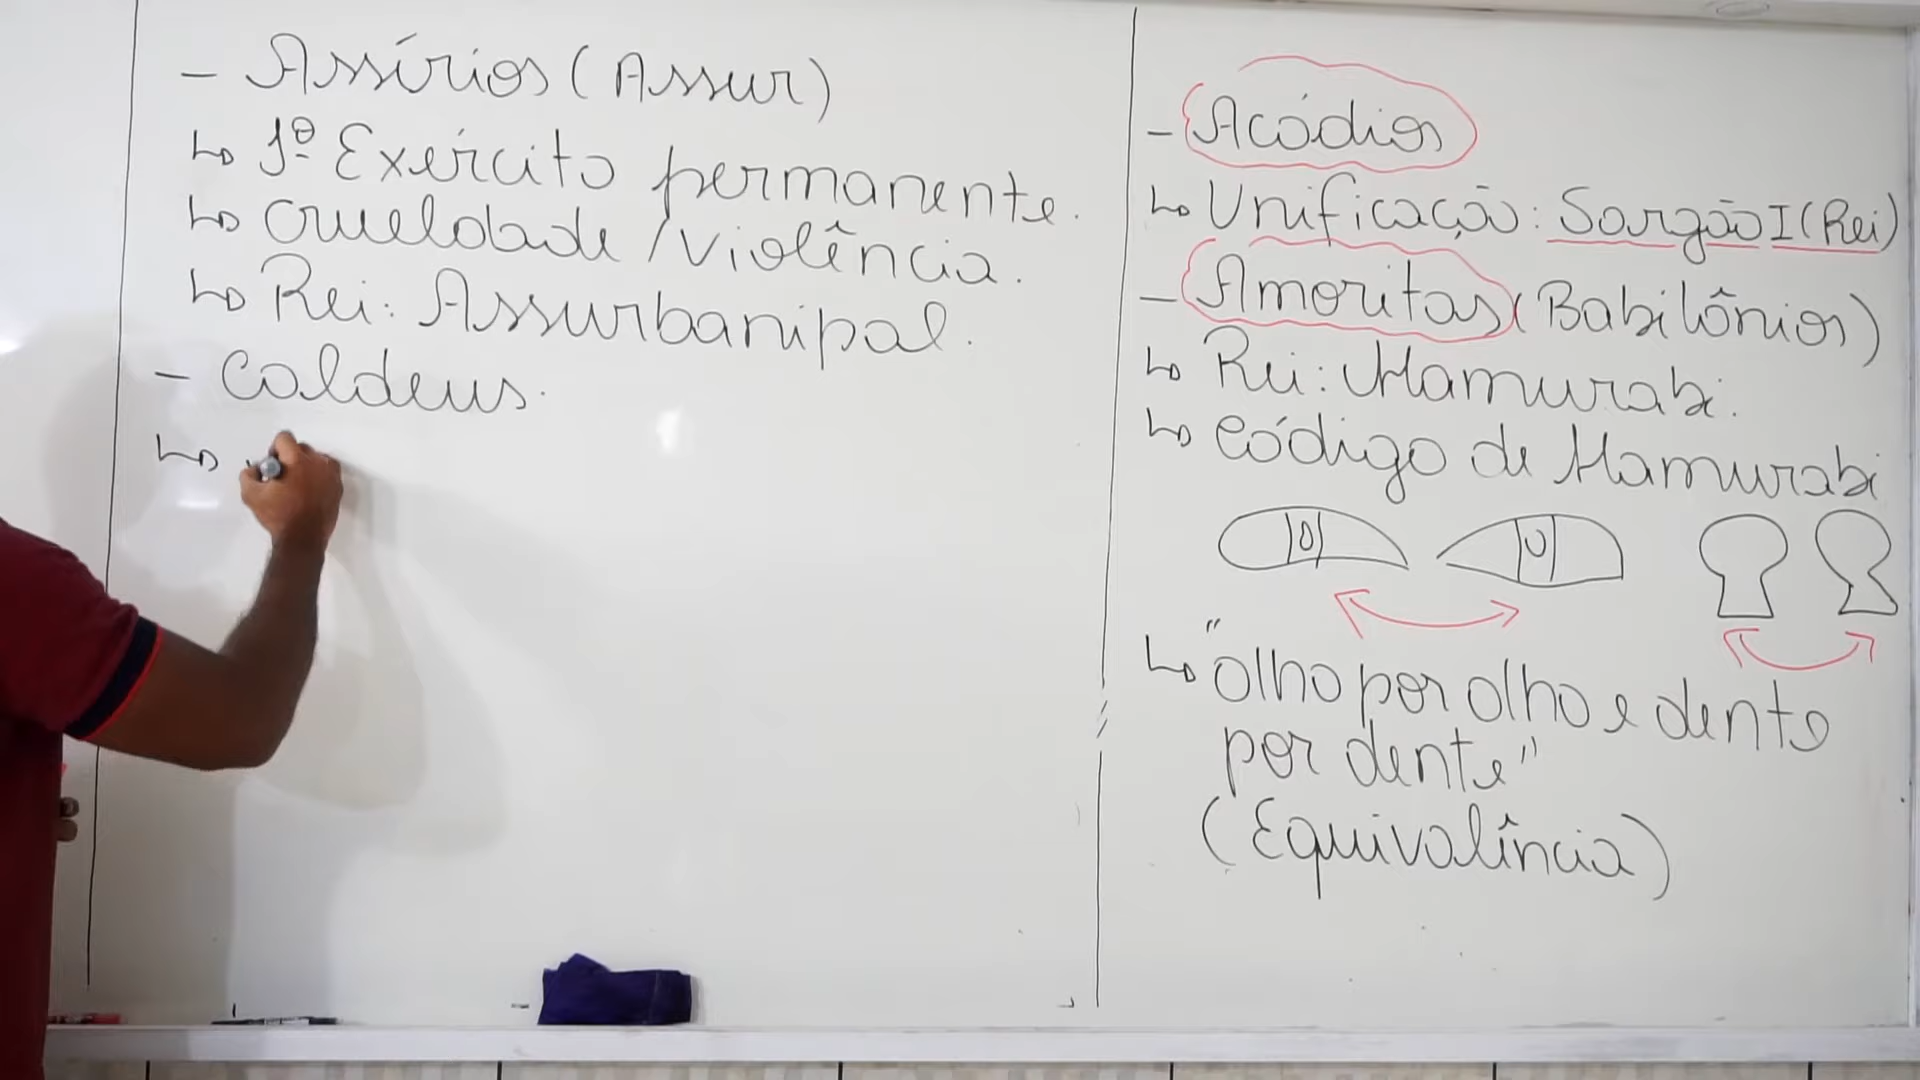 - Assírios (Assur)
↳ 1º Exército permanente.
↳ Crueldade / Violência.
↳ Rei: Assurbanipal.
- Caldeus.
↳
- Acádios
↳ Unificação: Sargão I (Rei)
- Amoritas (Babilônios)
↳ Rei: Hamurabi.
↳ Código de Hamurabi
↳ "olho por olho e dente
por dente"
(Equivalência)